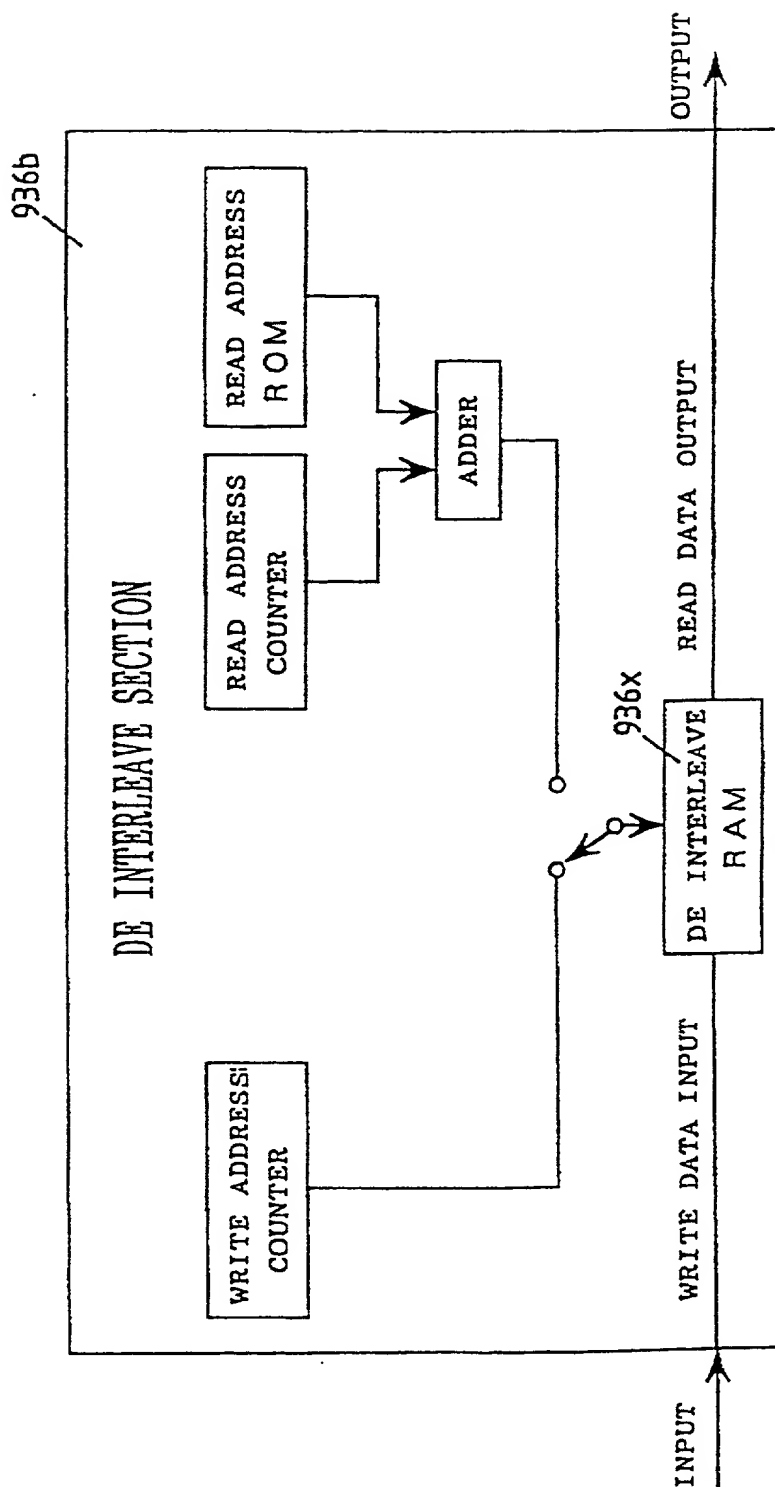 936b
DE INTERLEAVE SECTION
WRITE ADDRESS
COUNTER
READ ADDRESS
COUNTER
READ ADDRESS
ROM
ADDER
936x
INPUT
WRITE DATA INPUT
DE INTERLEAVE
RAM
READ DATA OUTPUT
OUTPUT